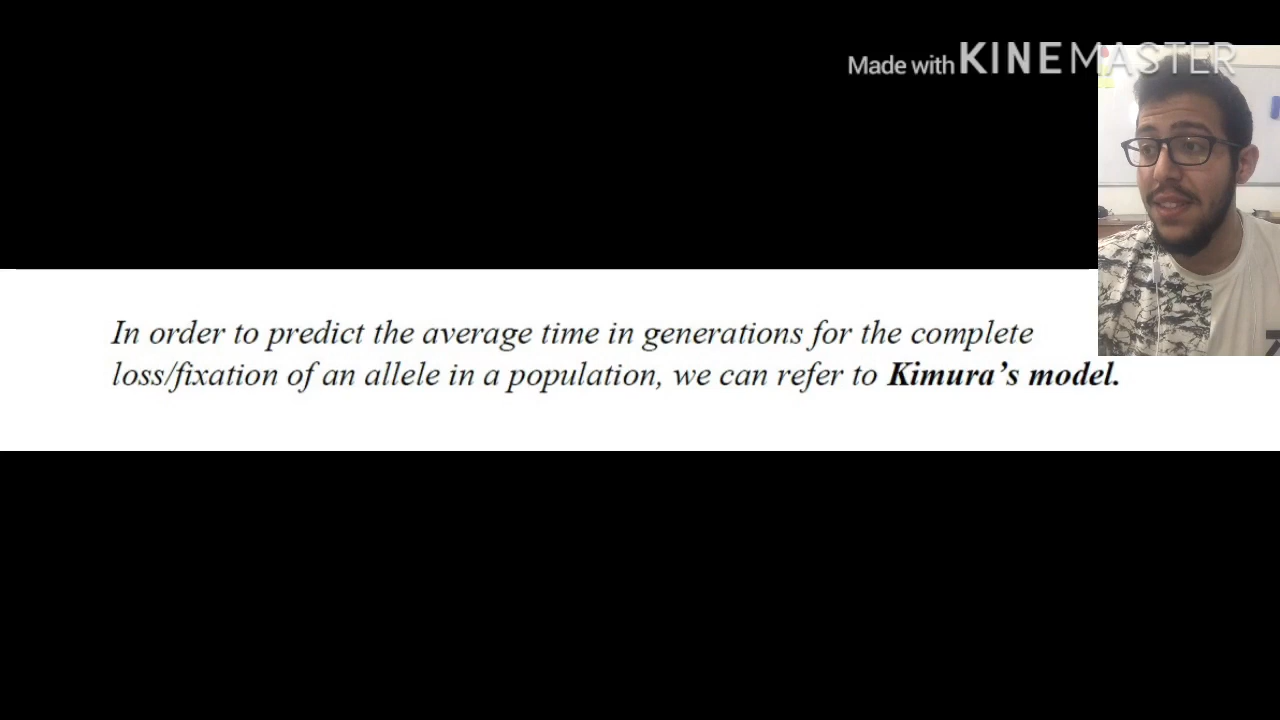 Made with KINEMASTER
In order to predict the average time in generations for the complete
loss/fixation of an allele in a population, we can refer to Kimura’s model.